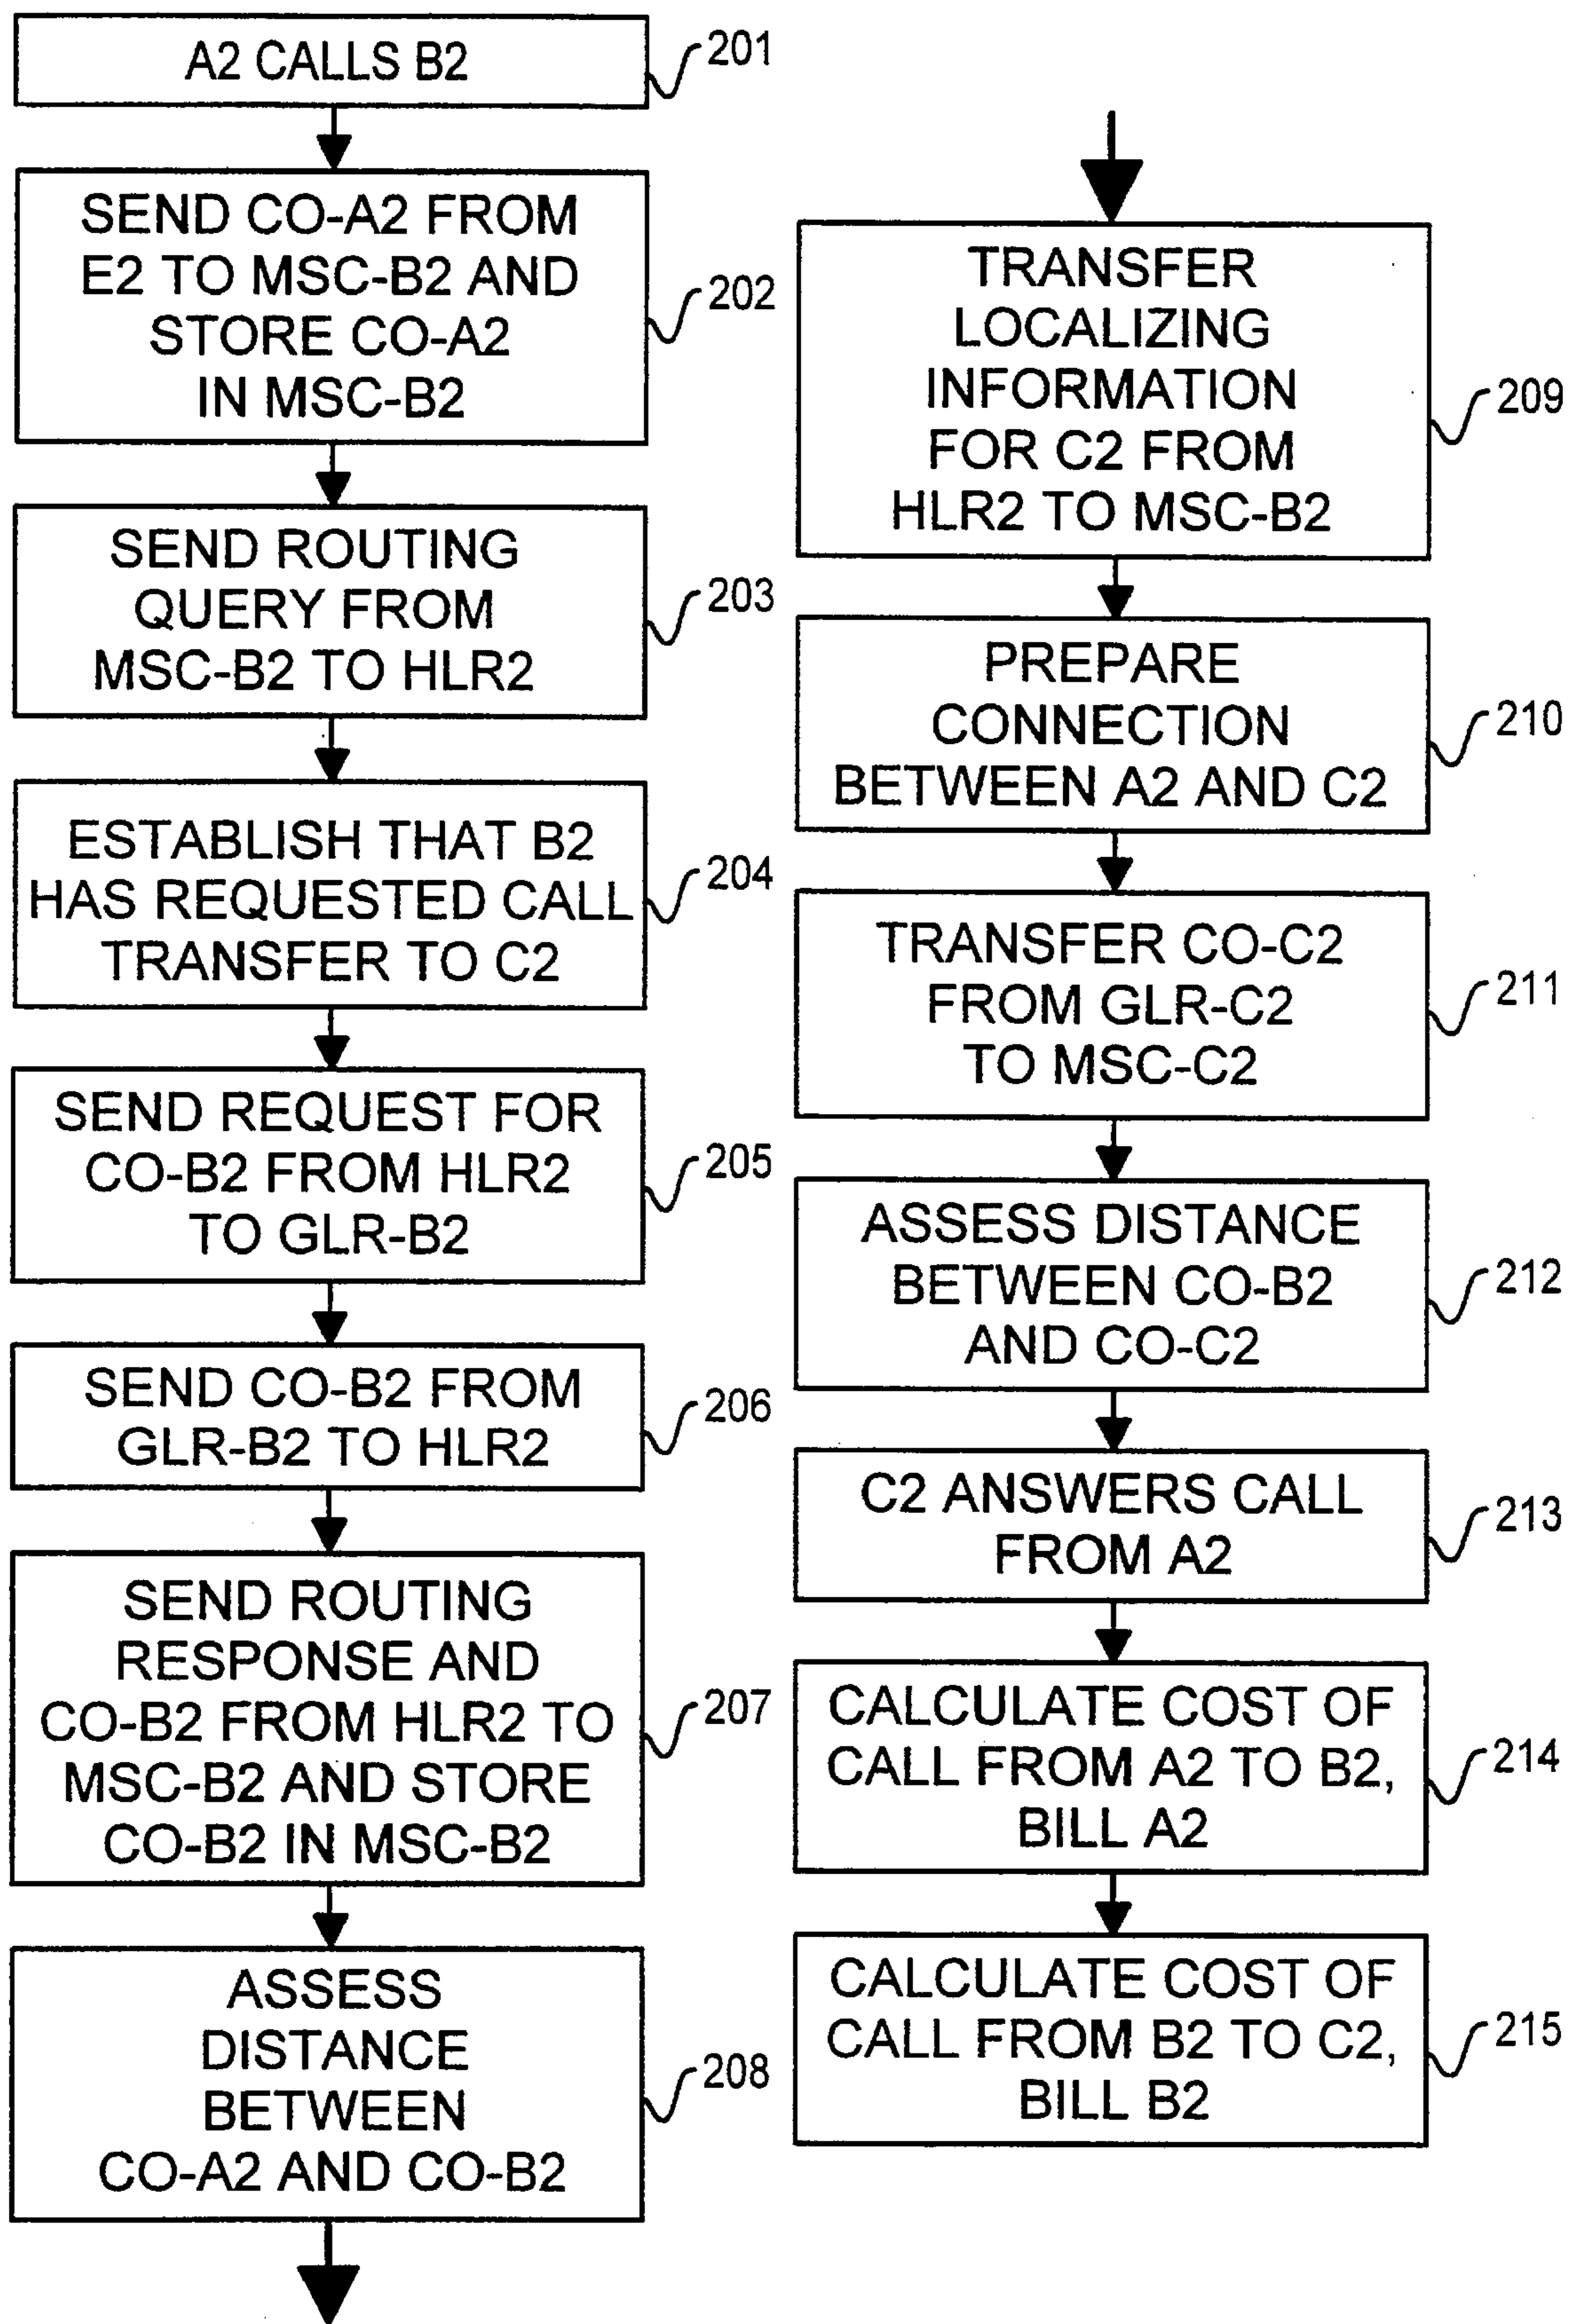 A2 CALLS B2
201
SEND CO-A2 FROM
E2 TO MSC-B2 AND
STORE CO-A2
IN MSC-B2
202
SEND ROUTING
QUERY FROM
MSC-B2 TO HLR2
203
ESTABLISH THAT B2
HAS REQUESTED CALL
TRANSFER TO C2
204
SEND REQUEST FOR
CO-B2 FROM HLR2
TO GLR-B2
205
SEND CO-B2 FROM
GLR-B2 TO HLR2
206
SEND ROUTING
RESPONSE AND
CO-B2 FROM HLR2 TO
MSC-B2 AND STORE
CO-B2 IN MSC-B2
207
ASSESS
DISTANCE
BETWEEN
CO-A2 AND CO-B2
208
TRANSFER
LOCALIZING
INFORMATION
FOR C2 FROM
HLR2 TO MSC-B2
209
PREPARE
CONNECTION
BETWEEN A2 AND C2
210
TRANSFER CO-C2
FROM GLR-C2
TO MSC-C2
211
ASSESS DISTANCE
BETWEEN CO-B2
AND CO-C2
212
C2 ANSWERS CALL
FROM A2
213
CALCULATE COST OF
CALL FROM A2 TO B2,
BILL A2
214
CALCULATE COST OF
CALL FROM B2 TO C2,
BILL B2
215